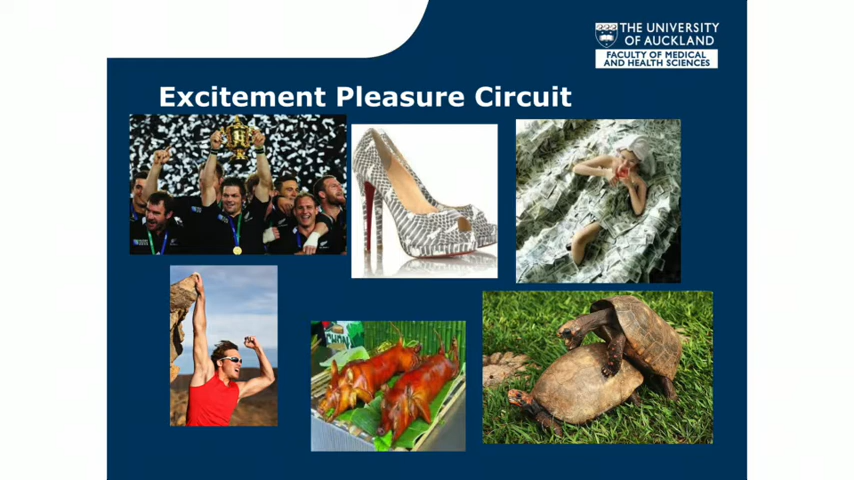 THE UNIVERSITY
OF AUCKLAND
FACULTY OF MEDICAL
AND HEALTH SCIENCES
Excitement Pleasure Circuit